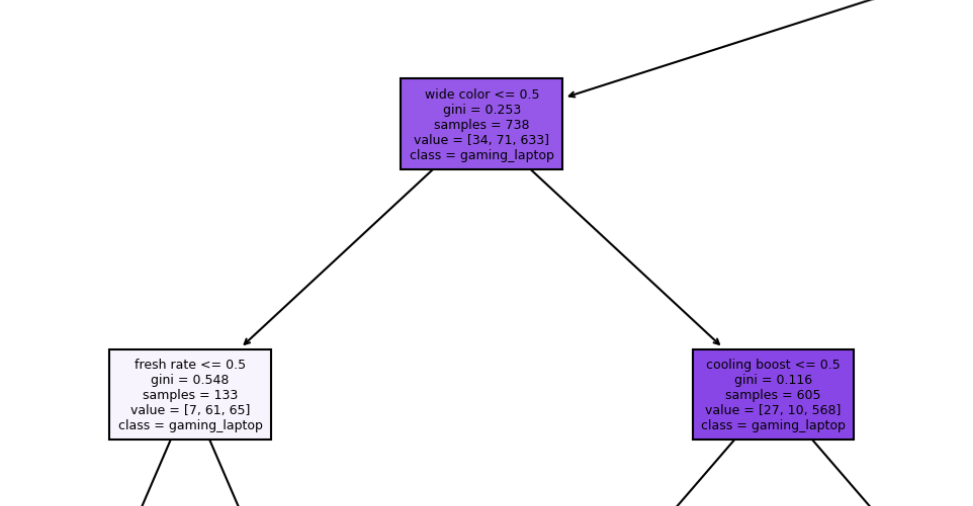 wide color <= 0.5
gini = 0.253
samples = 738
value = [34, 71, 633]
class = gaming_laptop
fresh rate <= 0.5
gini = 0.548
samples = 133
value = [7, 61, 65]
class = gaming_laptop
cooling boost <= 0.5
gini = 0.116
samples = 605
value = [27, 10, 568]
class = gaming_laptop